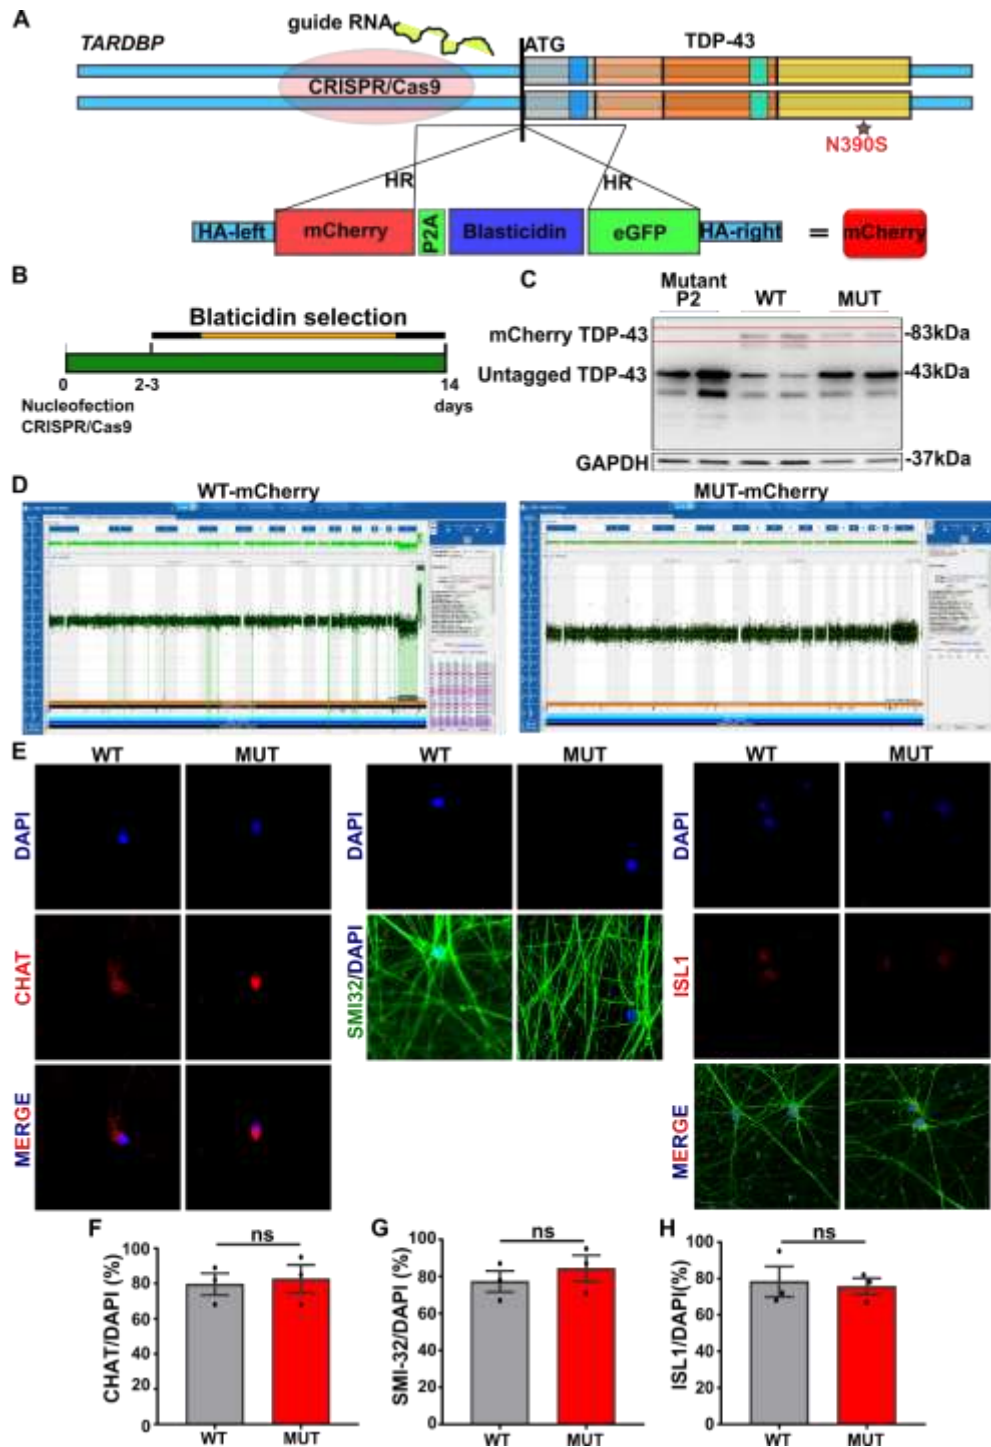 A
guide RNA
TARDBP
ATG
TDP-43
CRISPR/Cas9
N390S
HR
HR
HA-left
mCherry
P2A
Blasticidin
eGFP
HA-right
=
mCherry
B
Blaticidin selection
0
2-3
14
Nucleofection
days
CRISPR/Cas9
C
Mutant
P2
WT
MUT
mCherry TDP-43
-83kDa
Untagged TDP-43
-43kDa
GAPDH
-37kDa
D
WT-mCherry
MUT-mCherry
E
WT
MUT
WT
MUT
WT
MUT
DAPI
DAPI
DAPI
CHAT
SMI32/DAPI
ISL1
MERGE
MERGE
F
ns
CHAT/DAPI (%)
100
80
60
40
20
0
WT
MUT
G
ns
SMI-32/DAPI (%)
100
80
60
40
20
0
WT
MUT
H
ns
ISL1/DAPI(%)
100
80
60
40
20
0
WT
MUT